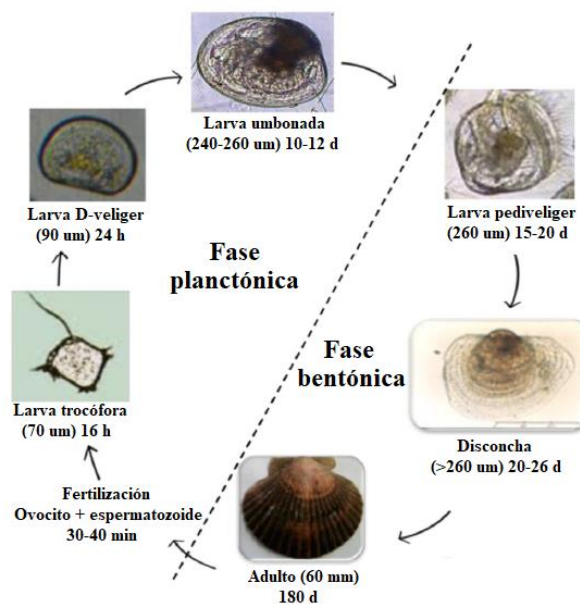 Larva umbonada
(240-260 um) 10-12 d
Larva D-veliger
(90 um) 24 h
Larva pediveliger
(260 um) 15-20 d
Fase
planctónica
Larva trocófora
(70 um) 16 h
Fase
bentónica
Disconcha
(>260 um) 20-26 d
Fertilización
Ovocito + espermatozoide
30-40 min
Adulto (60 mm)
180 d